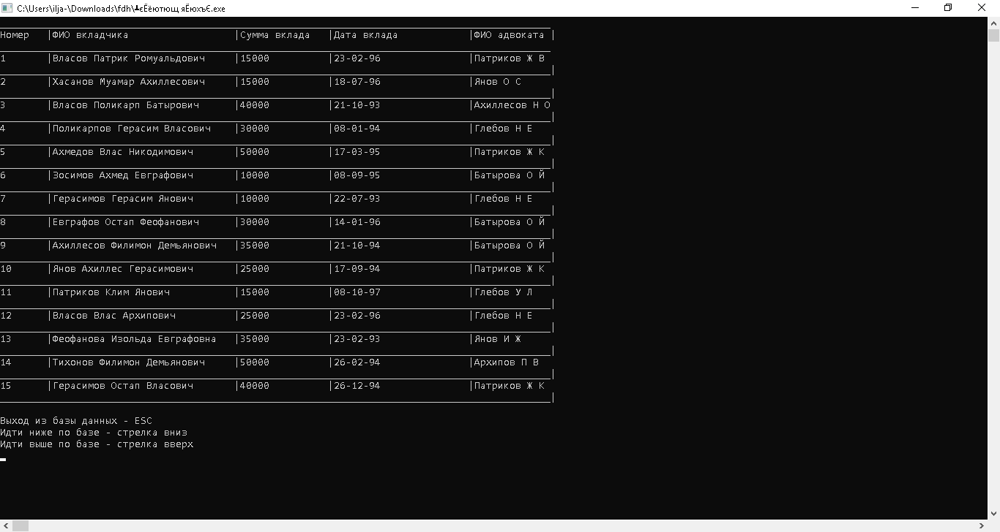 C:\Users\ilja-\Downloads\fdh\┻єЁёютющ яЁюхъЄ.exe
Номер |ФИО вкладчика |Сумма вклада |Дата вклада |ФИО адвоката |
1 |Власов Патрик Ромуальдович |15000 |23-02-96 |Патриков Ж В |
2 |Хасанов Муамар Ахиллесович |15000 |18-07-96 |Янов О С |
3 |Власов Поликарп Батырович |40000 |21-10-93 |Ахиллесов Н О |
4 |Поликарпов Герасим Власович |30000 |08-01-94 |Глебов Н Е |
5 |Ахмедов Влас Никодимович |50000 |17-03-95 |Патриков Ж К |
6 |Зосимов Ахмед Евграфович |10000 |08-09-95 |Батырова О Й |
7 |Герасимов Герасим Янович |10000 |22-07-93 |Глебов Н Е |
8 |Евграфов Остап Феофанович |30000 |14-01-96 |Батырова О Й |
9 |Ахиллесов Филимон Демьянович |35000 |21-10-94 |Батырова О Й |
10 |Янов Ахиллес Герасимович |25000 |17-09-94 |Патриков Ж К |
11 |Патриков Клим Янович |15000 |08-10-97 |Глебов У Л |
12 |Власов Влас Архипович |25000 |23-02-96 |Глебов Н Е |
13 |Феофанова Изольда Евграфовна |35000 |23-02-93 |Янов И Ж |
14 |Тихонов Филимон Демьянович |50000 |26-02-94 |Архипов П В |
15 |Герасимов Остап Власович |40000 |26-12-94 |Патриков Ж К |
Выход из базы данных - ESC
Идти ниже по базе - стрелка вниз
Идти выше по базе - стрелка вверх